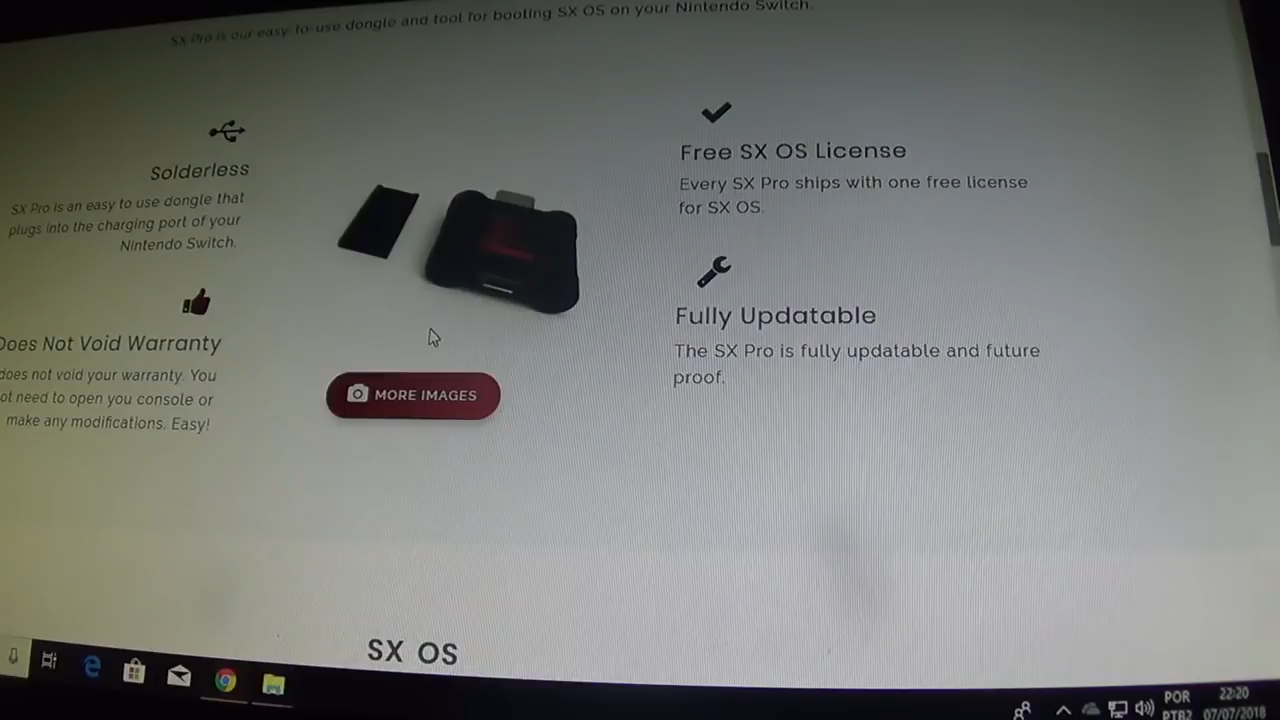 SX Pro is our easy-to-use dongle and tool for booting SX OS on your Nintendo Switch.
Solderless
SX Pro is an easy to use dongle that
plugs into the charging port of your
Nintendo Switch.
Does Not Void Warranty
does not void your warranty. You
ot need to open you console or
make any modifications. Easy!
MORE IMAGES
Free SX OS License
Every SX Pro ships with one free license
for SX OS.
Fully Updatable
The SX Pro is fully updatable and future
proof.
SX OS
POR
PTB2
22:20
07/07/2018